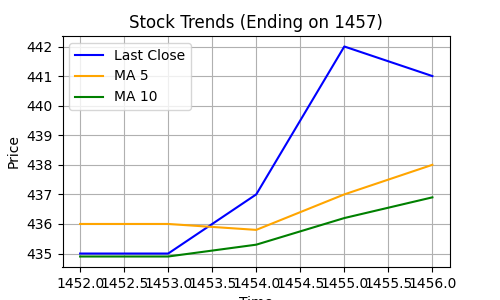 Stock Trends (Ending on 1457)
Last Close
MA 5
MA 10
Price
442
441
440
439
438
437
436
435
1452.0 1452.5 1453.0 1453.5 1454.0 1454.5 1455.0 1455.5 1456.0
Time